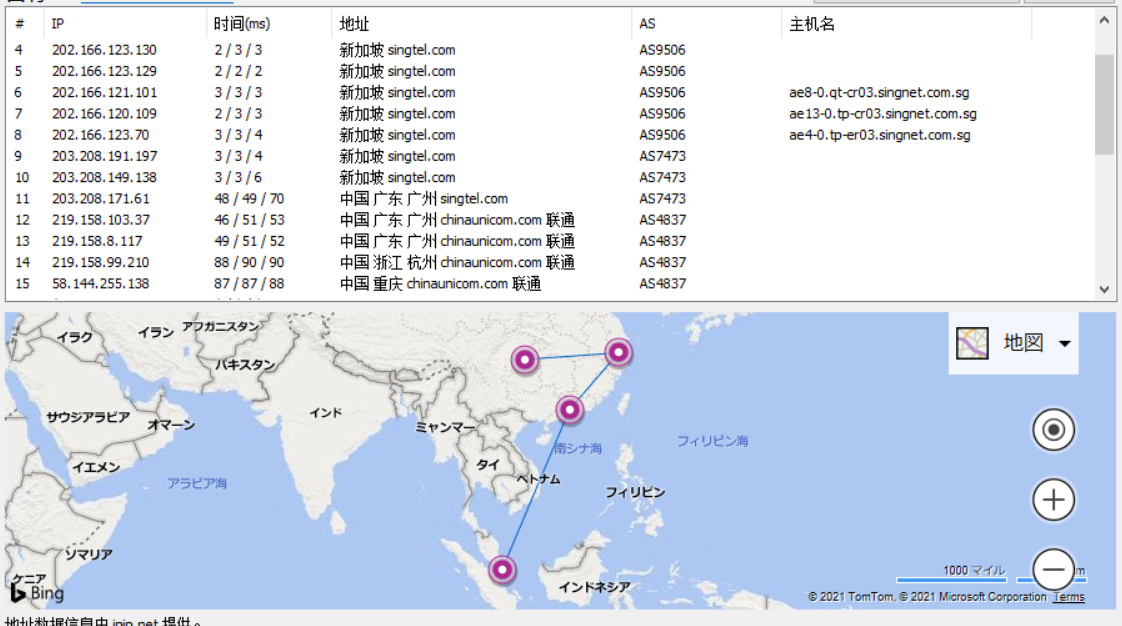 # IP 时间(ms) 地址 AS 主机名
4 202.166.123.130 2 / 3 / 3 新加坡 singtel.com AS9506
5 202.166.123.129 2 / 2 / 2 新加坡 singtel.com AS9506
6 202.166.121.101 3 / 3 / 3 新加坡 singtel.com AS9506 ae8-0.qt-cr03.singnet.com.sg
7 202.166.120.109 2 / 3 / 3 新加坡 singtel.com AS9506 ae13-0.tp-cr03.singnet.com.sg
8 202.166.123.70 3 / 3 / 4 新加坡 singtel.com AS9506 ae4-0.tp-er03.singnet.com.sg
9 203.208.191.197 3 / 3 / 4 新加坡 singtel.com AS7473
10 203.208.149.138 3 / 3 / 6 新加坡 singtel.com AS7473
11 203.208.171.61 48 / 49 / 70 中国 广东 广州 singtel.com AS7473
12 219.158.103.37 46 / 51 / 53 中国 广东 广州 chinaunicom.com 联通 AS4837
13 219.158.8.117 49 / 51 / 52 中国 广东 广州 chinaunicom.com 联通 AS4837
14 219.158.99.210 88 / 90 / 90 中国 浙江 杭州 chinaunicom.com 联通 AS4837
15 58.144.255.138 87 / 87 / 88 中国 重庆 chinaunicom.com 联通 AS4837
イラク
イラン
アフガニスタン
地図
パキスタン
サウジアラビア
オマーン
インド
ミャンマー
南シナ海
フィリピン海
イエメン
アラビア海
タイ
ベトナム
フィリピン
ソマリア
ケニア
インドネシア
1000 マイル
Bing
© 2021 TomTom, © 2021 Microsoft Corporation Terms
地址数据信息由 ipip.net 提供。